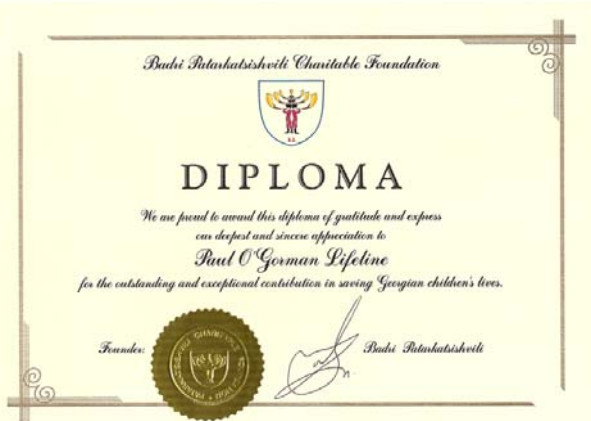 Badri Patarkatsishvili Charitable Foundation
DIPLOMA
We are proud to award this diploma of gratitude and express
our deepest and sincere appreciation to
Paul O'Gorman Lifeline
for the outstanding and exceptional contribution in saving Georgian children's lives.
Founder: Badri Patarkatsishvili